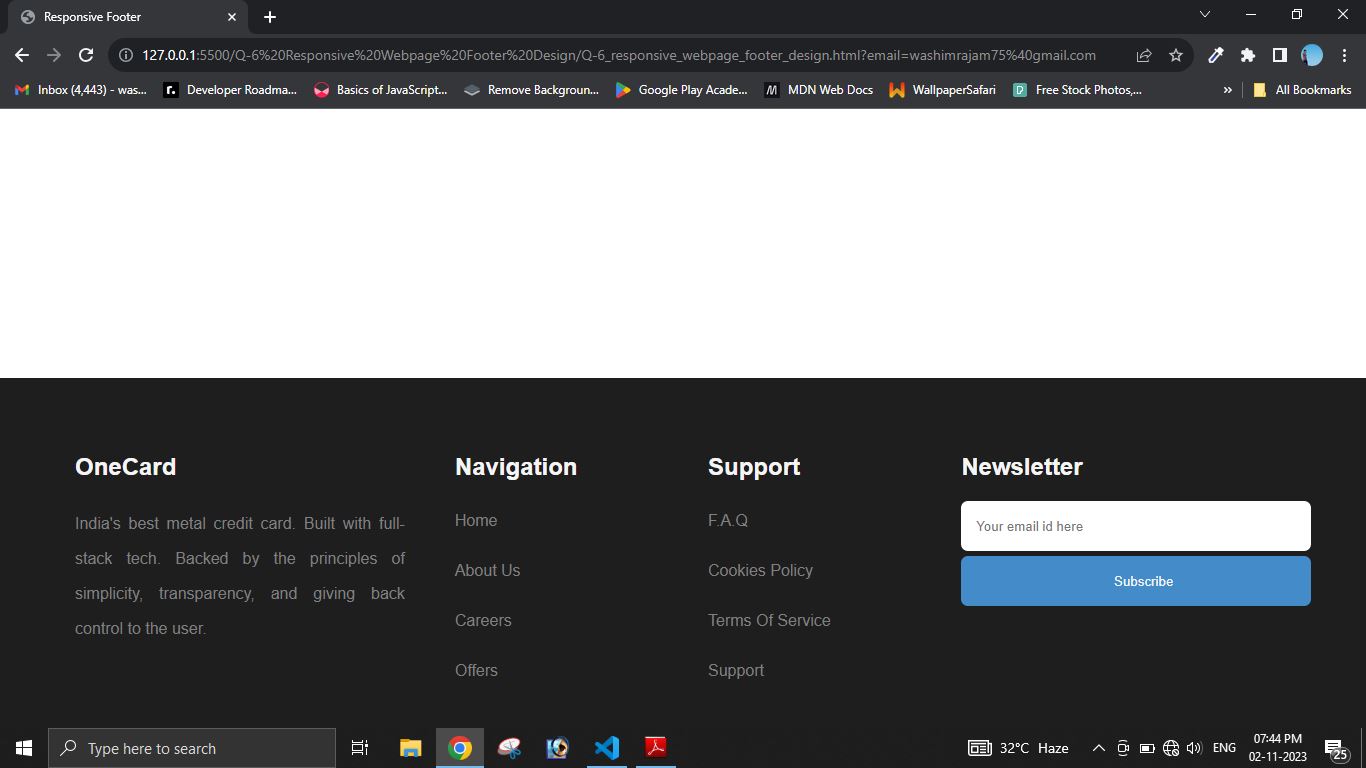 Responsive Footer
127.0.0.1:5500/Q-6%20Responsive%20Webpage%20Footer%20Design/Q-6_responsive_webpage_footer_design.html?email=washimrajam75%40gmail.com
Inbox (4,443) - was... r. Developer Roadma... Basics of JavaScript... Remove Backgroun... Google Play Acade... M MDN Web Docs WallpaperSafari Free Stock Photos,... » All Bookmarks
OneCard
India's best metal credit card. Built with full-
stack tech. Backed by the principles of
simplicity, transparency, and giving back
control to the user.
Navigation
Home
About Us
Careers
Offers
Support
F.A.Q
Cookies Policy
Terms Of Service
Support
Newsletter
Your email id here
Subscribe
Type here to search
32°C Haze
ENG
07:44 PM
02-11-2023
25